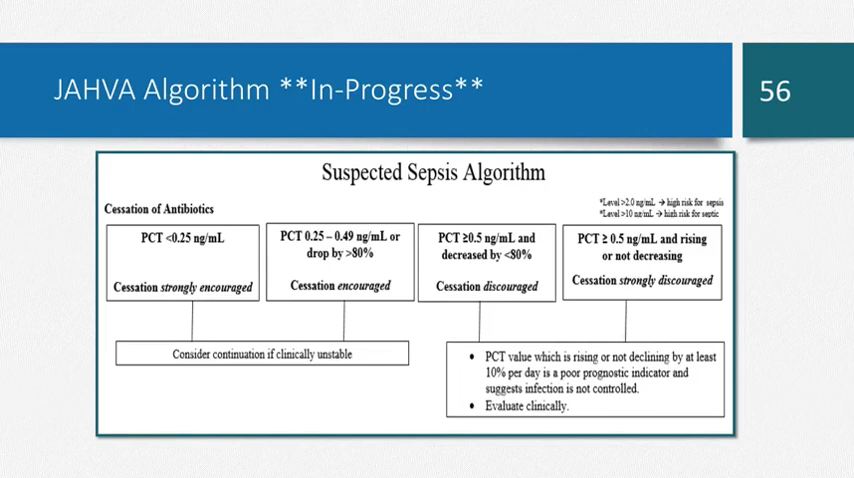 JAHVA Algorithm **In-Progress**
56
Suspected Sepsis Algorithm
Cessation of Antibiotics
*Level >2.0 ng/mL → high risk for sepsis
*Level >10 ng/mL → high risk for septic
PCT <0.25 ng/mL
Cessation strongly encouraged
PCT 0.25 – 0.49 ng/mL or
drop by >80%
Cessation encouraged
PCT ≥0.5 ng/mL and
decreased by <80%
Cessation discouraged
PCT ≥ 0.5 ng/mL and rising
or not decreasing
Cessation strongly discouraged
Consider continuation if clinically unstable
• PCT value which is rising or not declining by at least
10% per day is a poor prognostic indicator and
suggests infection is not controlled.
• Evaluate clinically.